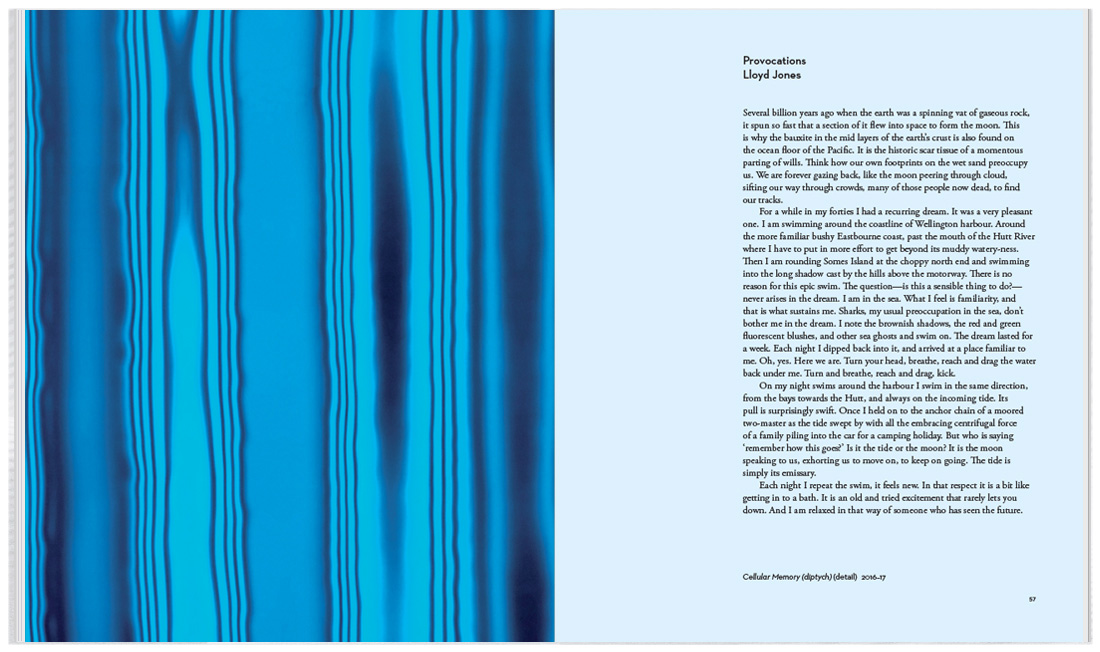 Provocations
Lloyd Jones
Several billion years ago when the earth was a spinning vat of gaseous rock,
it spun so fast that a section of it flew into space to form the moon. This
is why the bauxite in the mid layers of the earth's crust is also found on
the ocean floor of the Pacific. It is the historic scar tissue of a momentous
parting of wills. Think how our own footprints on the wet sand preoccupy
us. We are forever gazing back, like the moon peering through cloud,
sifting our way through crowds, many of those people now dead, to find
our tracks.
For a while in my forties I had a recurring dream. It was a very pleasant
one. I am swimming around the coastline of Wellington harbour. Around
the more familiar bushy Eastbourne coast, past the mouth of the Hutt River
where I have to put in more effort to get beyond its muddy watery-ness.
Then I am rounding Somes Island at the choppy north end and swimming
into the long shadow cast by the hills above the motorway. There is no
reason for this epic swim. The question—is this a sensible thing to do?—
never arises in the dream. I am in the sea. What I feel is familiarity, and
that is what sustains me. Sharks, my usual preoccupation in the sea, don't
bother me in the dream. I note the brownish shadows, the red and green
fluorescent blushes, and other sea ghosts and swim on. The dream lasted for
a week. Each night I dipped back into it, and arrived at a place familiar to
me. Oh, yes. Here we are. Turn your head, breathe, reach and drag the water
back under me. Turn and breathe, reach and drag, kick.
On my night swims around the harbour I swim in the same direction,
from the bays towards the Hutt, and always on the incoming tide. Its
pull is surprisingly swift. Once I held on to the anchor chain of a moored
two-master as the tide swept by with all the embracing centrifugal force
of a family piling into the car for a camping holiday. But who is saying
'remember how this goes?' Is it the tide or the moon? It is the moon
speaking to us, exhorting us to move on, to keep on going. The tide is
simply its emissary.
Each night I repeat the swim, it feels new. In that respect it is a bit like
getting in to a bath. It is an old and tried excitement that rarely lets you
down. And I am relaxed in that way of someone who has seen the future.
Cellular Memory (diptych) (detail) 2016–17
57